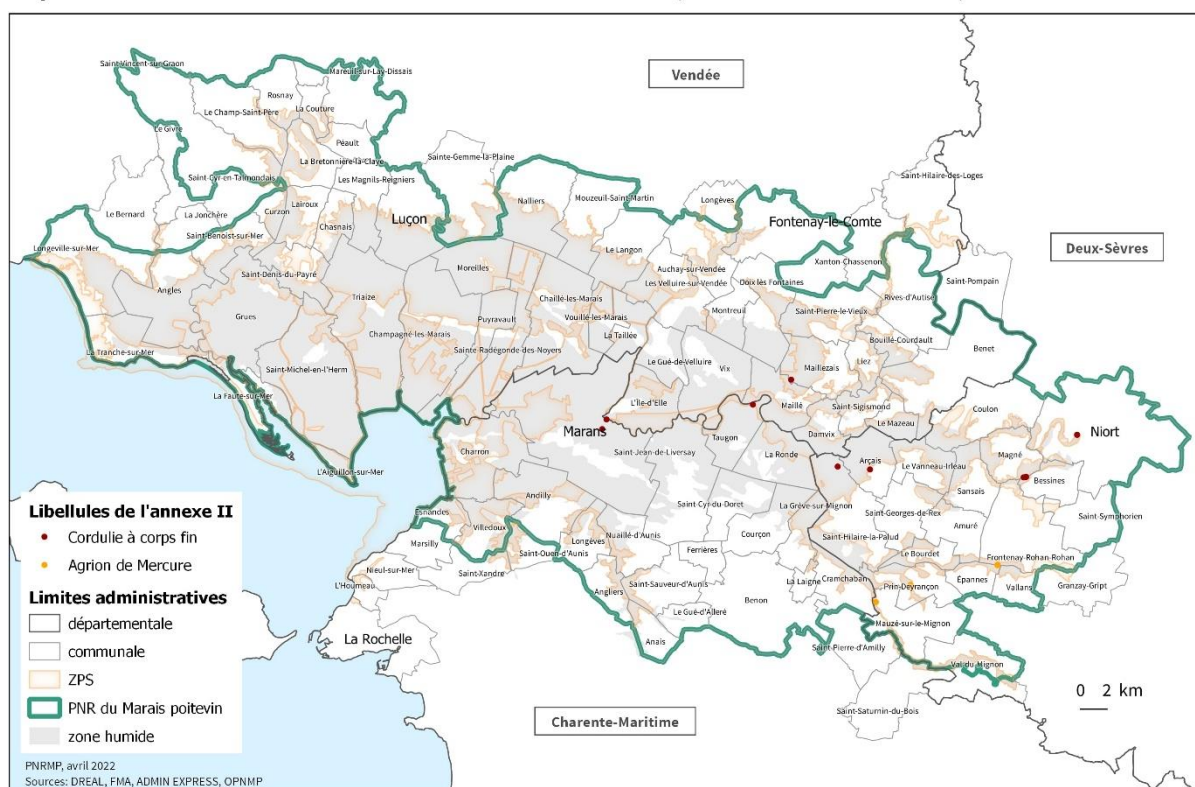 Vendée
Deux-Sèvres
Charente-Maritime
Saint-Vincent-sur-Graon
Mareuil-sur-Lay-Dissais
Rosnay
Le Champ-Saint-Père
La Couture
Le Givre
Péault
La Bretonnière-la-Claye
Sainte-Gemme-la-Plaine
Saint-Hilaire-des-Loges
Saint-Cyr-en-Talmondais
Les Magnils-Reigniers
Le Bernard
La Jonchère
Curzon
Lairoux
Luçon
Nalliers
Mouzeuil-Saint-Martin
Longèves
Fontenay-le-Comte
Chasnais
Saint-Benoist-sur-Mer
Longeville-sur-Mer
Le Langon
Xanton-Chassenon
Saint-Denis-du-Payré
Moreilles
Auchay-sur-Vendée
Saint-Pompain
Angles
Triaize
Chaillé-les-Marais
Les Velluire-sur-Vendée
Doix lès Fontaines
Rives-d'Autise
Grues
Puyravault
Vouillé-les-Marais
Montreuil
Saint-Pierre-le-Vieux
Champagné-les-Marais
La Taillée
Bouillé-Courdault
Sainte Radégonde-des-Noyers
Benet
La Tranche-sur-Mer
Le Gué-de-Velluire
Vix
Maillezais
Liez
Saint-Michel-en-l'Herm
La Faute-sur-Mer
L'Île-d'Elle
Maillé
Saint-Sigismond
Coulon
Le Mazeau
Marans
Taugon
Damvix
Niort
Charron
Saint-Jean-de-Liversay
La Ronde
Arçais
Magné
L'Aiguillon-sur-Mer
Le Vanneau-Irleau
Bessines
Sansais
Andilly
Saint-Cyr-du-Doret
La Grève-sur-Mignon
Saint-Georges-de-Rex
Saint-Symphorien
Esnandes
Villedoux
Amuré
Longèves
Nuaillé-d'Aunis
Courçon
Saint-Hilaire-la-Palud
Marsilly
Saint-Ouen-d'Aunis
Ferrières
Le Bourdet
Frontenay-Rohan-Rohan
Nieul-sur-Mer
Saint-Xandre
L'Houmeau
Saint-Sauveur-d'Aunis
La Laigne
Cramchaban
Prin-Deyrançon
Épannes
Vallans
Granzay-Gript
Angliers
Benon
Le Gué-d'Alleré
Mauzé-sur-le-Mignon
La Rochelle
Anais
Saint-Pierre-d'Amilly
Val-du-Mignon
Saint-Saturnin-du-Bois
0 2 km
Libellules de l'annexe II
Cordulie à corps fin
Agrion de Mercure
Limites administratives
départementale
communale
ZPS
PNR du Marais poitevin
zone humide
PNRMP, avril 2022
Sources: DREAL, FMA, ADMIN EXPRESS, OPNMP